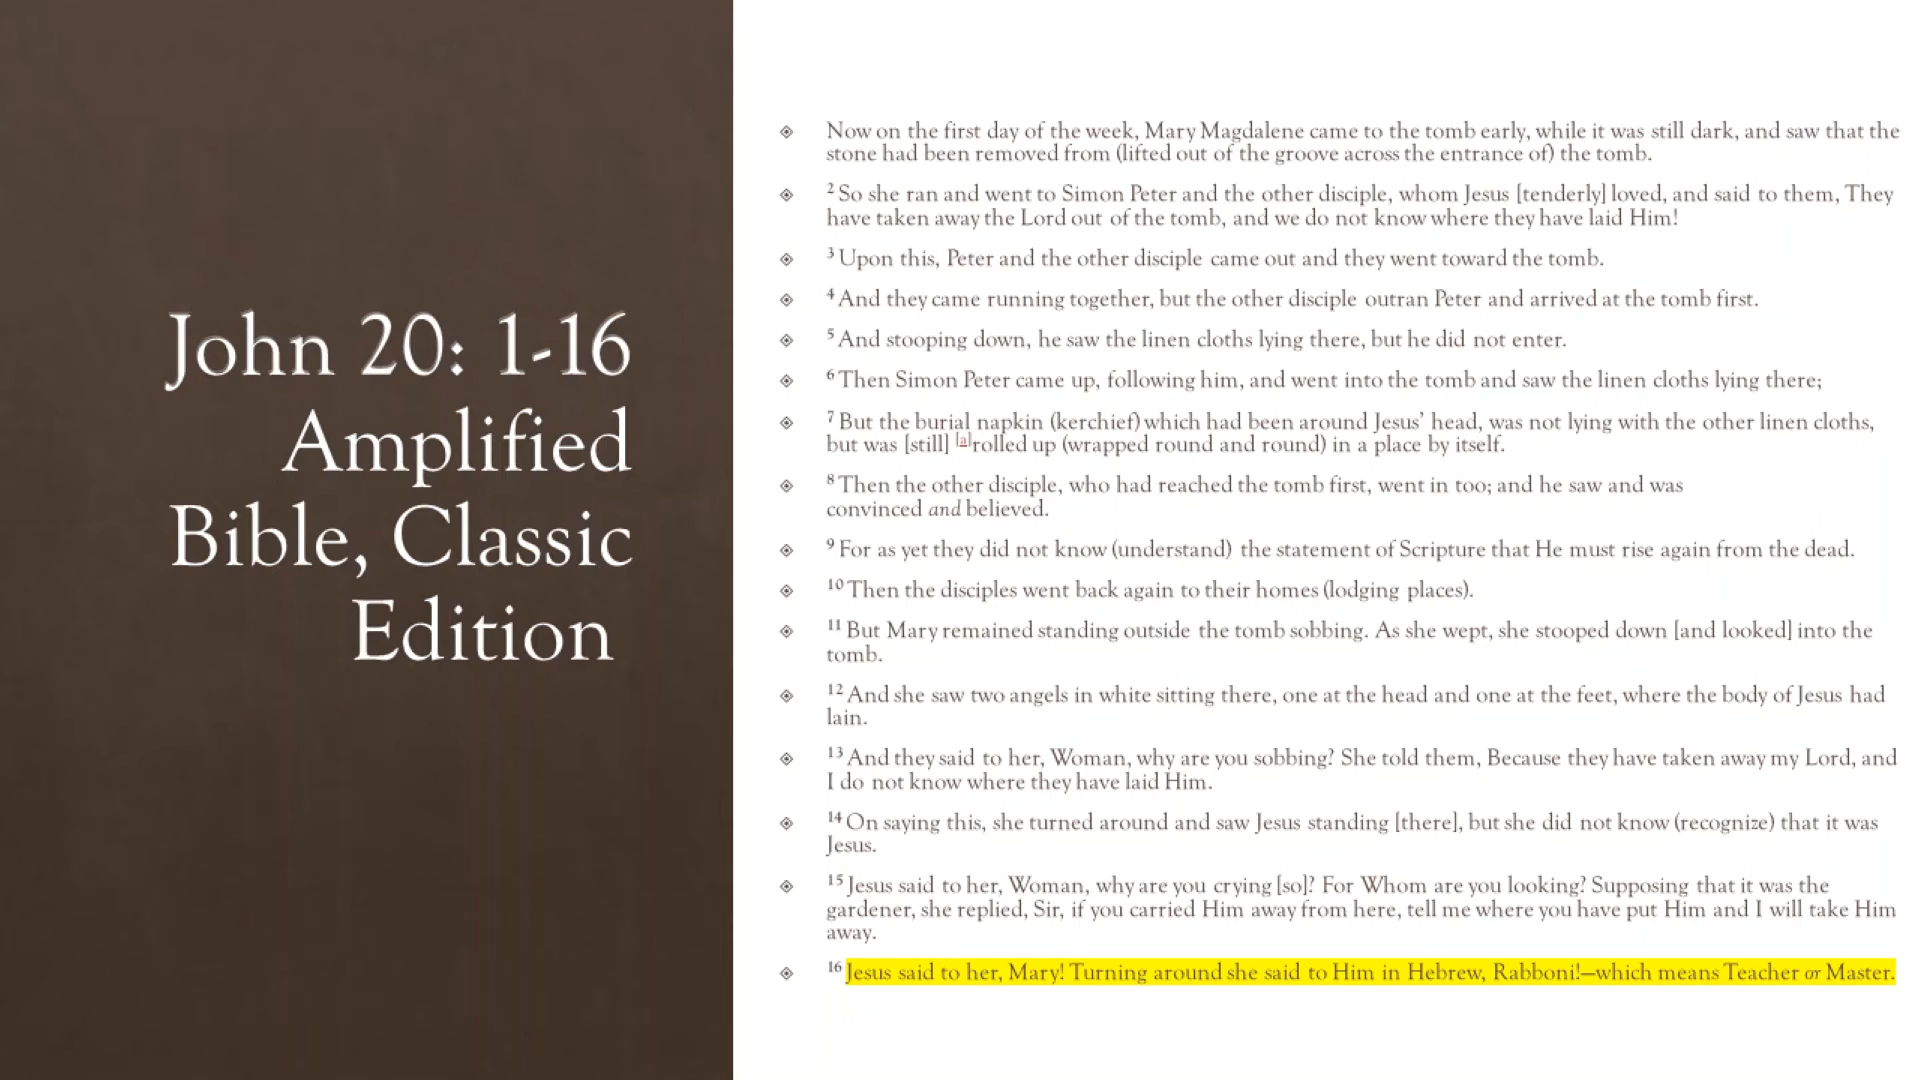 John 20: 1-16
Amplified
Bible, Classic
Edition
Now on the first day of the week, Mary Magdalene came to the tomb early, while it was still dark, and saw that the
stone had been removed from (lifted out of the groove across the entrance of) the tomb.
2 So she ran and went to Simon Peter and the other disciple, whom Jesus [tenderly] loved, and said to them, They
have taken away the Lord out of the tomb, and we do not know where they have laid Him!
3 Upon this, Peter and the other disciple came out and they went toward the tomb.
4 And they came running together, but the other disciple outran Peter and arrived at the tomb first.
5 And stooping down, he saw the linen cloths lying there, but he did not enter.
6 Then Simon Peter came up, following him, and went into the tomb and saw the linen cloths lying there;
7 But the burial napkin (kerchief) which had been around Jesus' head, was not lying with the other linen cloths,
but was [still] [a]rolled up (wrapped round and round) in a place by itself.
8 Then the other disciple, who had reached the tomb first, went in too; and he saw and was
convinced and believed.
9 For as yet they did not know (understand) the statement of Scripture that He must rise again from the dead.
10 Then the disciples went back again to their homes (lodging places).
11 But Mary remained standing outside the tomb sobbing. As she wept, she stooped down [and looked] into the
tomb.
12 And she saw two angels in white sitting there, one at the head and one at the feet, where the body of Jesus had
lain.
13 And they said to her, Woman, why are you sobbing? She told them, Because they have taken away my Lord, and
I do not know where they have laid Him.
14 On saying this, she turned around and saw Jesus standing [there], but she did not know (recognize) that it was
Jesus.
15 Jesus said to her, Woman, why are you crying [so]? For Whom are you looking? Supposing that it was the
gardener, she replied, Sir, if you carried Him away from here, tell me where you have put Him and I will take Him
away.
16 Jesus said to her, Mary! Turning around she said to Him in Hebrew, Rabboni!—which means Teacher or Master.